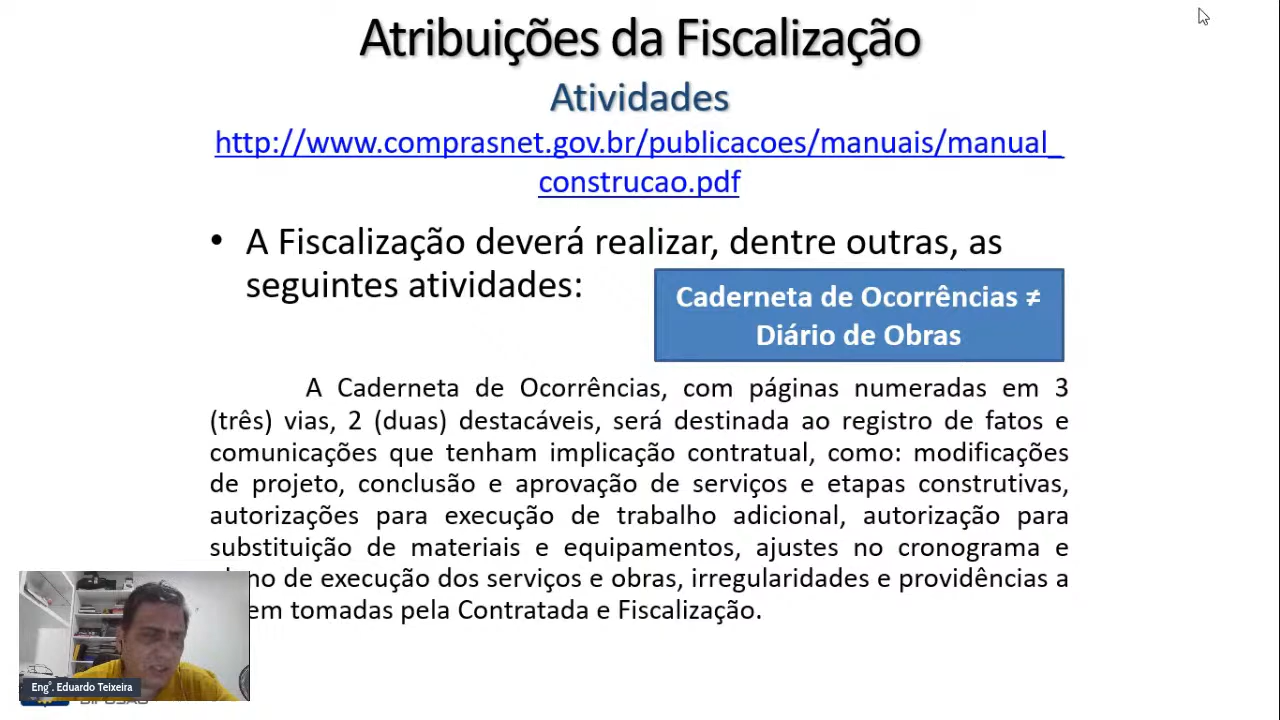 Atribuições da Fiscalização
Atividades
http://www.comprasnet.gov.br/publicacoes/manuais/manual_
construcao.pdf
• A Fiscalização deverá realizar, dentre outras, as
seguintes atividades:
Caderneta de Ocorrências ≠
Diário de Obras
A Caderneta de Ocorrências, com páginas numeradas em 3
(três) vias, 2 (duas) destacáveis, será destinada ao registro de fatos e
comunicações que tenham implicação contratual, como: modificações
de projeto, conclusão e aprovação de serviços e etapas construtivas,
autorizações para execução de trabalho adicional, autorização para
substituição de materiais e equipamentos, ajustes no cronograma e
de execução dos serviços e obras, irregularidades e providências a
tomadas pela Contratada e Fiscalização.
Eng°. Eduardo Teixeira